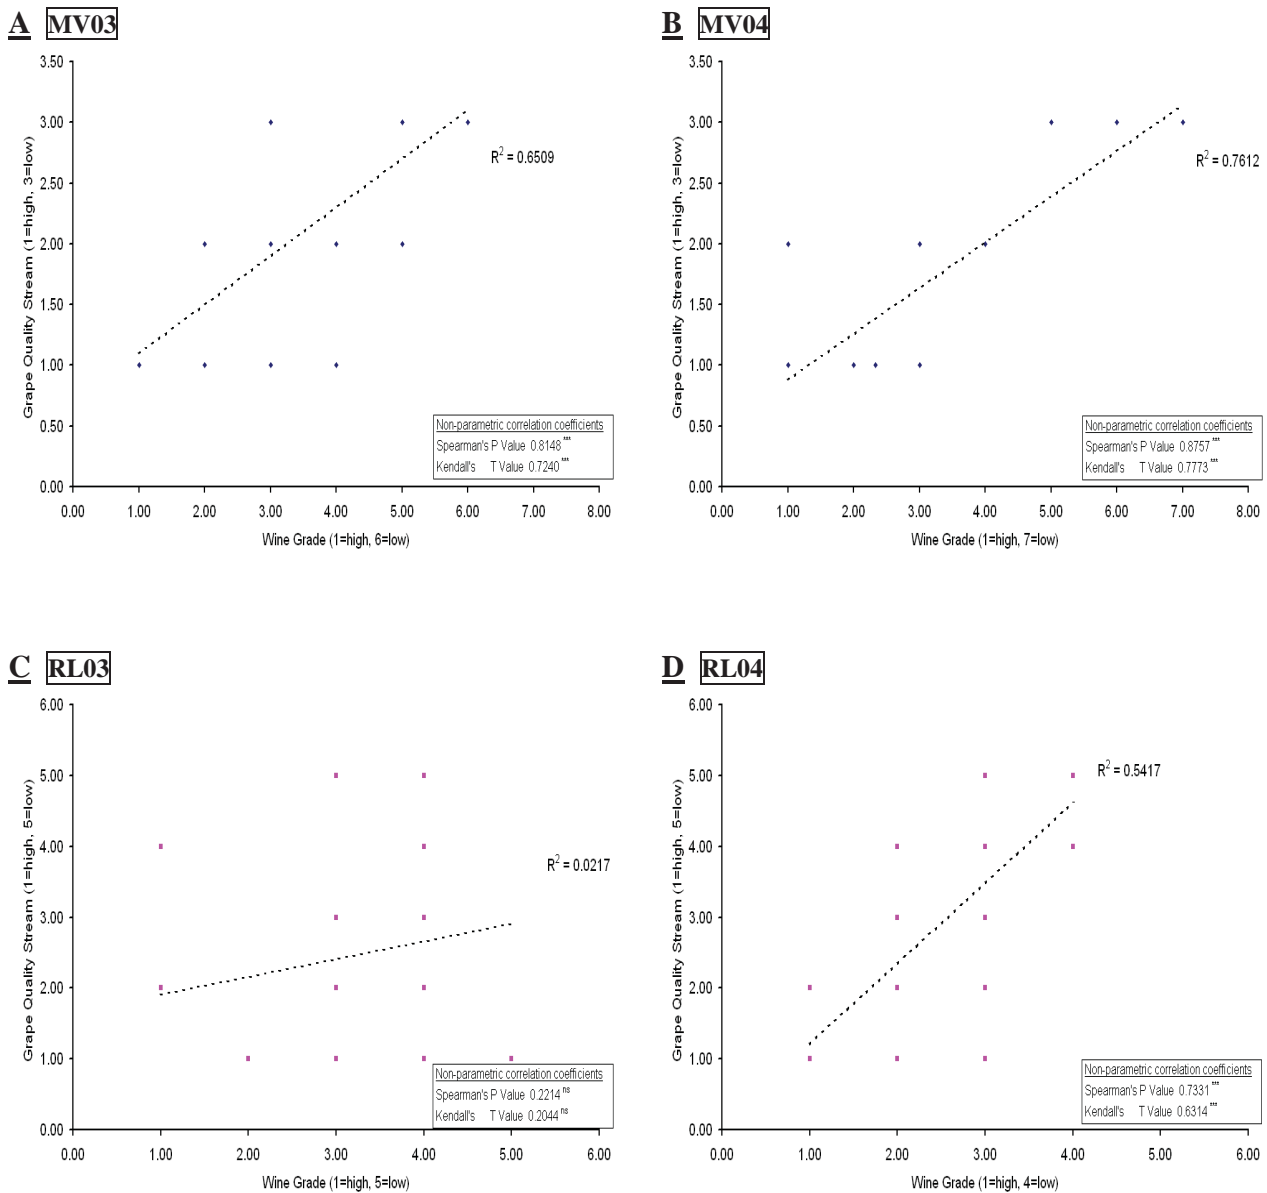 A MV03
3.50
3.00
2.50
2.00
1.50
1.00
0.50
0.00
Grape Quality Stream (1=high, 3=low)
R² = 0.6509
Non-parametric correlation coefficients
Spearman's P Value 0.8148 ***
Kendall's T Value 0.7240 ***
0.00 1.00 2.00 3.00 4.00 5.00 6.00 7.00 8.00
Wine Grade (1=high, 6=low)
B MV04
3.50
3.00
2.50
2.00
1.50
1.00
0.50
0.00
Grape Quality Stream (1=high, 3=low)
R² = 0.7612
Non-parametric correlation coefficients
Spearman's P Value 0.8757 ***
Kendall's T Value 0.7773 ***
0.00 1.00 2.00 3.00 4.00 5.00 6.00 7.00 8.00
Wine Grade (1=high, 7=low)
C RL03
6.00
5.00
4.00
3.00
2.00
1.00
0.00
Grape Quality Stream (1=high, 5=low)
R² = 0.0217
Non-parametric correlation coefficients
Spearman's P Value 0.2214 ns
Kendall's T Value 0.2044 ns
0.00 1.00 2.00 3.00 4.00 5.00 6.00
Wine Grade (1=high, 5=low)
D RL04
6.00
5.00
4.00
3.00
2.00
1.00
0.00
Grape Quality Stream (1=high, 5=low)
R² = 0.5417
Non-parametric correlation coefficients
Spearman's P Value 0.7331 ***
Kendall's T Value 0.6314 ***
0.00 1.00 2.00 3.00 4.00 5.00 6.00
Wine Grade (1=high, 4=low)